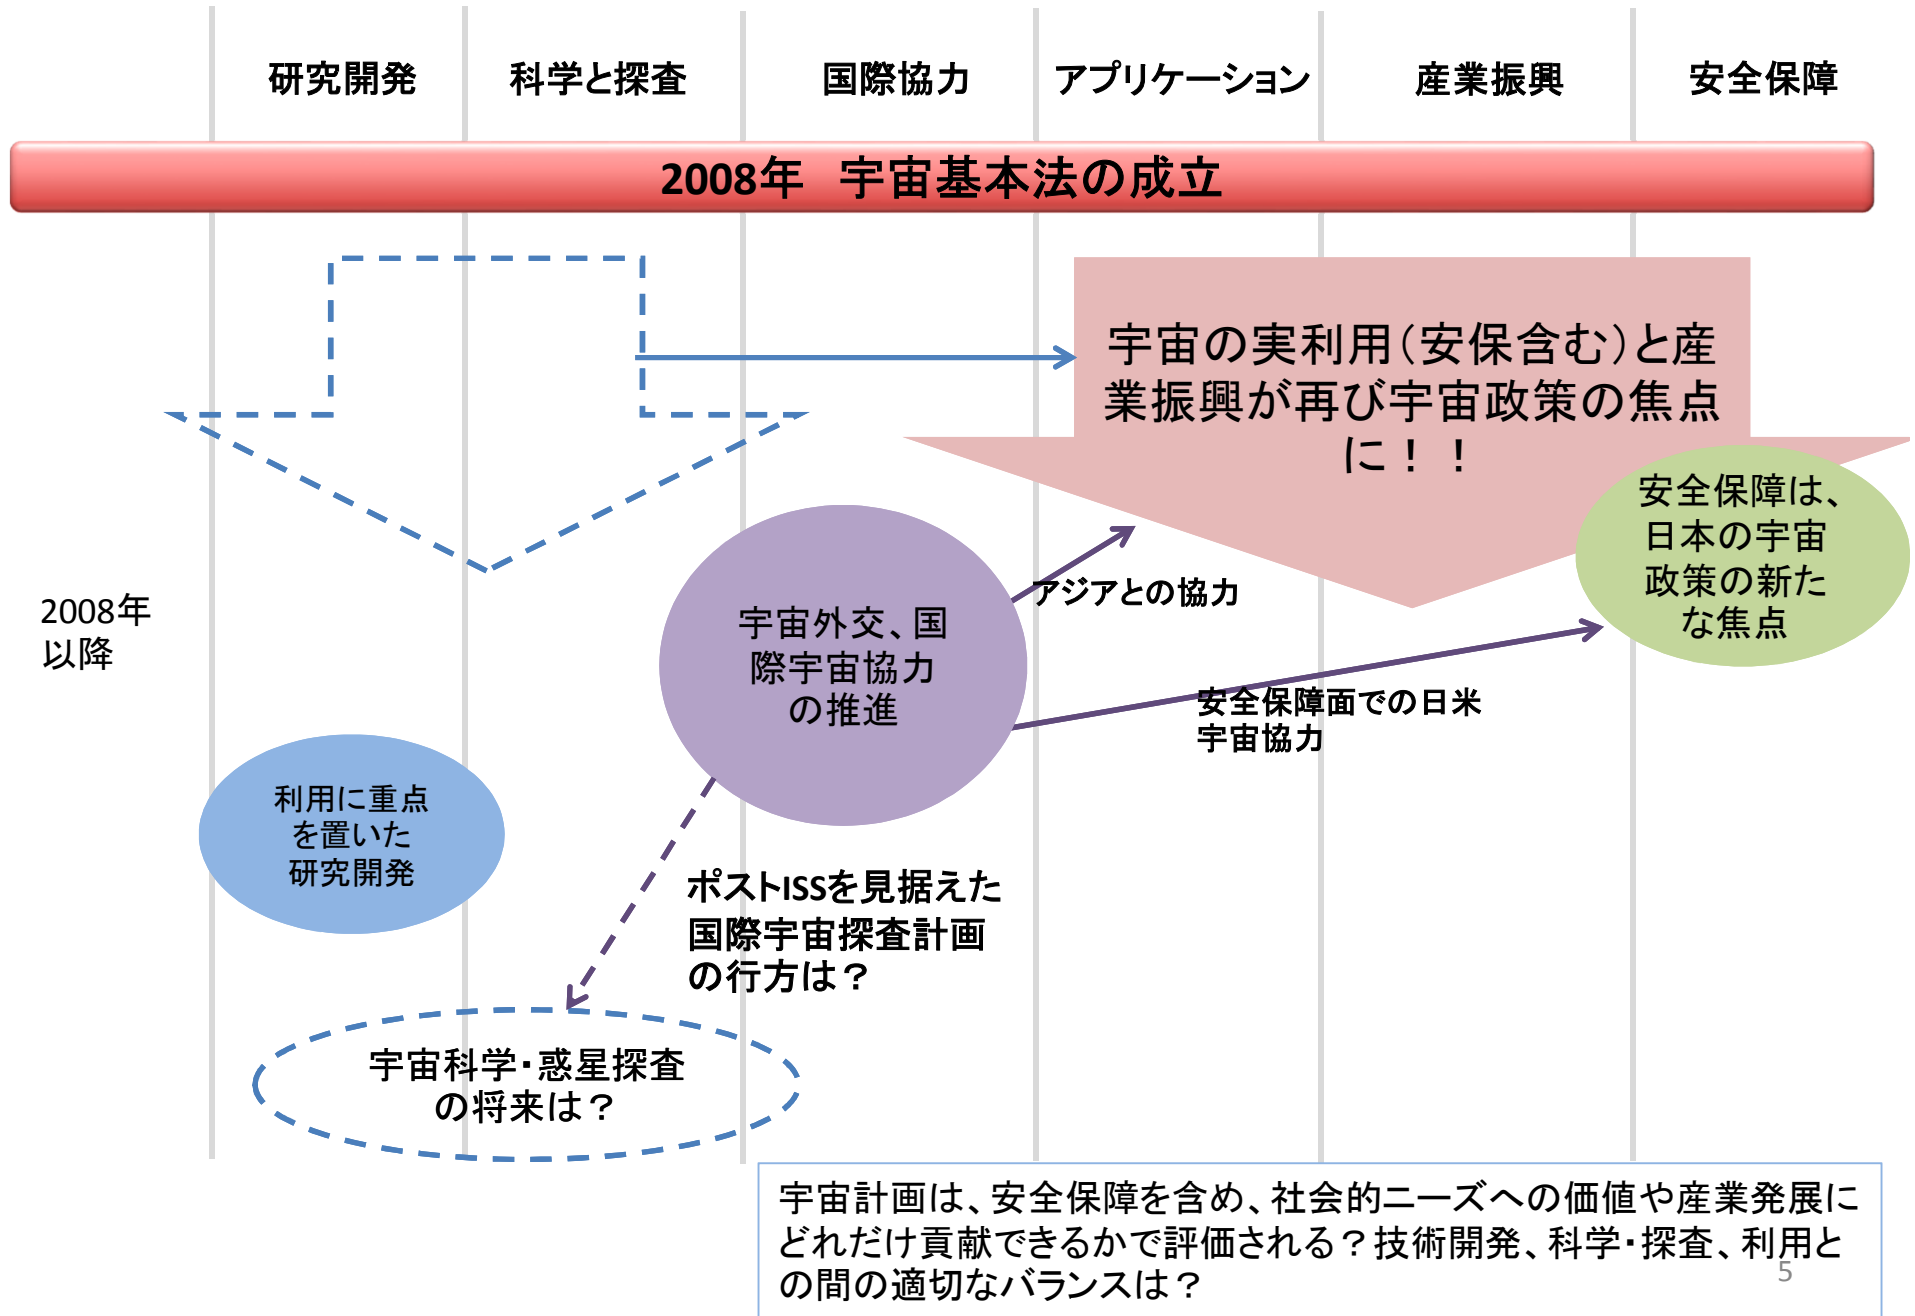 研究開発
科学と探査
国際協力
アプリケーション
産業振興
安全保障
2008年　宇宙基本法の成立
宇宙の実利用（安保含む）と産
業振興が再び宇宙政策の焦点
に！！
安全保障は、
日本の宇宙
政策の新た
な焦点
2008年
以降
宇宙外交、国
際宇宙協力
の推進
アジアとの協力
安全保障面での日米
宇宙協力
利用に重点
を置いた
研究開発
ポストISSを見据えた
国際宇宙探査計画
の行方は？
宇宙科学・惑星探査
の将来は？
宇宙計画は、安全保障を含め、社会的ニーズへの価値や産業発展に
どれだけ貢献できるかで評価される？技術開発、科学・探査、利用と
の間の適切なバランスは？
5